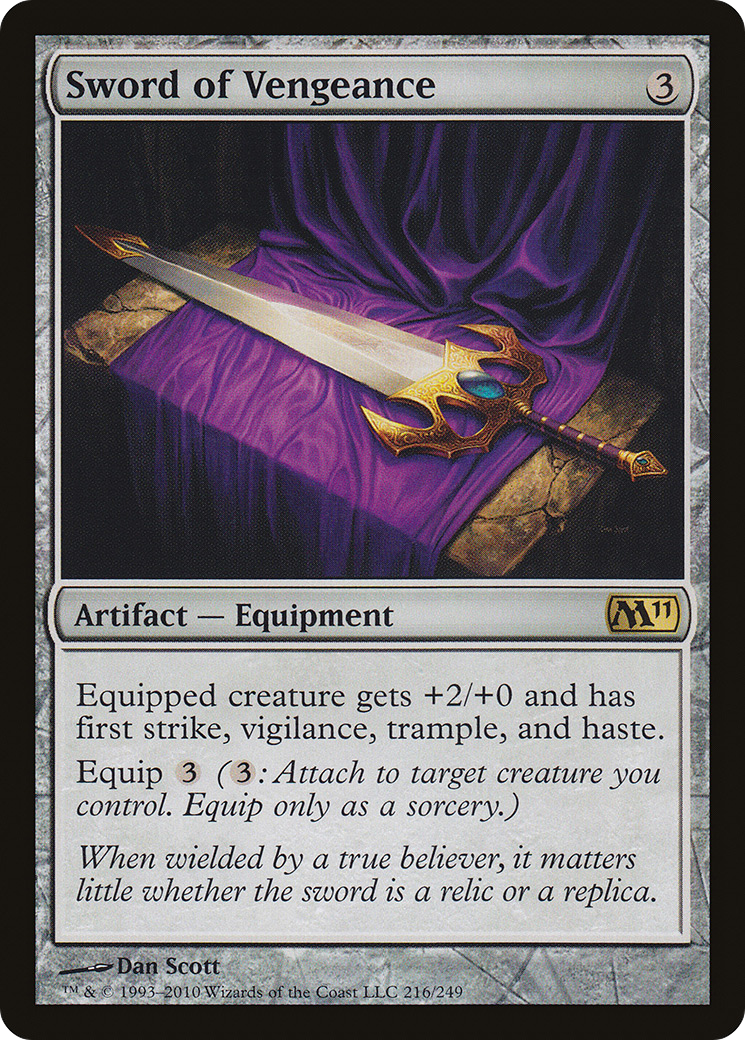 Sword of Vengeance 3
Artifact — Equipment M11
Equipped creature gets +2/+0 and has
first strike, vigilance, trample, and haste.
Equip 3 (3: Attach to target creature you
control. Equip only as a sorcery.)
When wielded by a true believer, it matters
little whether the sword is a relic or a replica.
Dan Scott
™ & © 1993–2010 Wizards of the Coast LLC 216/249